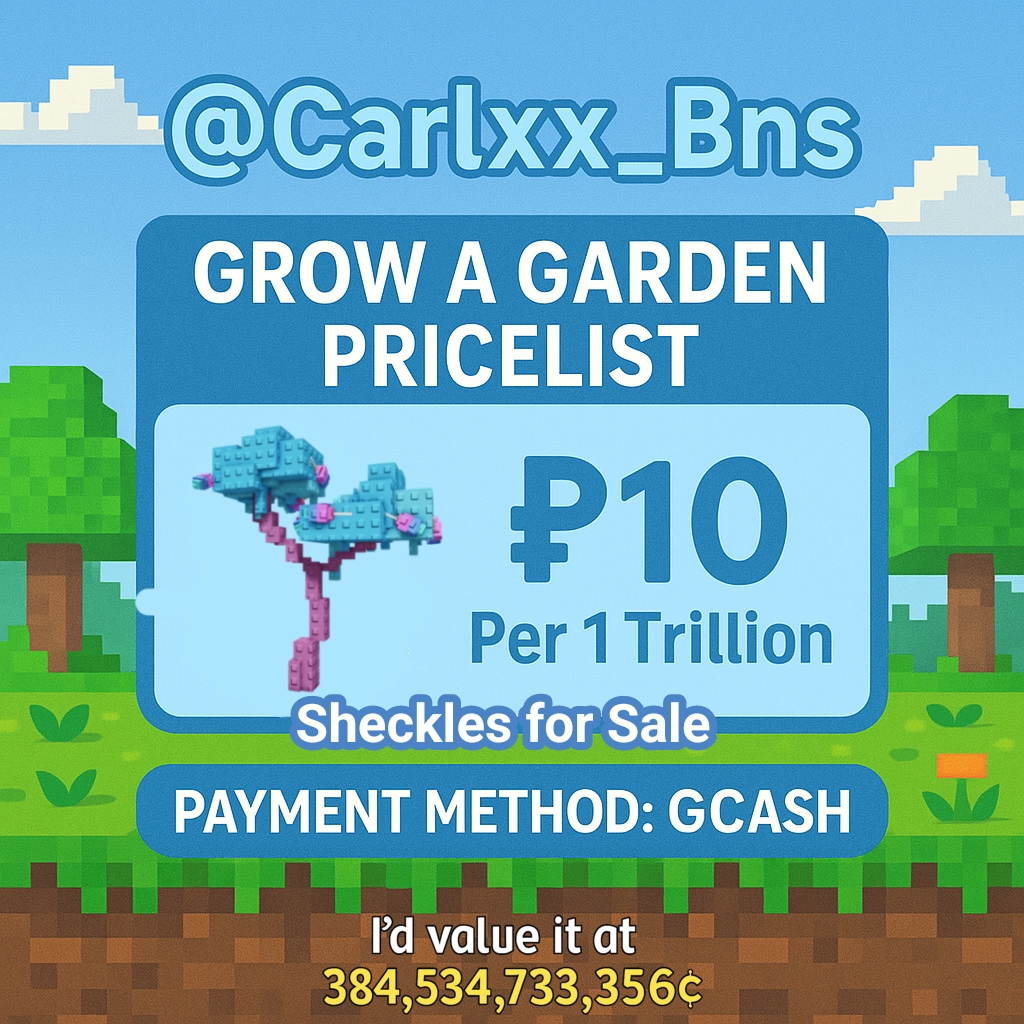 @Carlxx_Bns
GROW A GARDEN
PRICELIST
₽10
Per 1 Trillion
Sheckles for Sale
PAYMENT METHOD: GCASH
I'd value it at
384,534,733,356¢